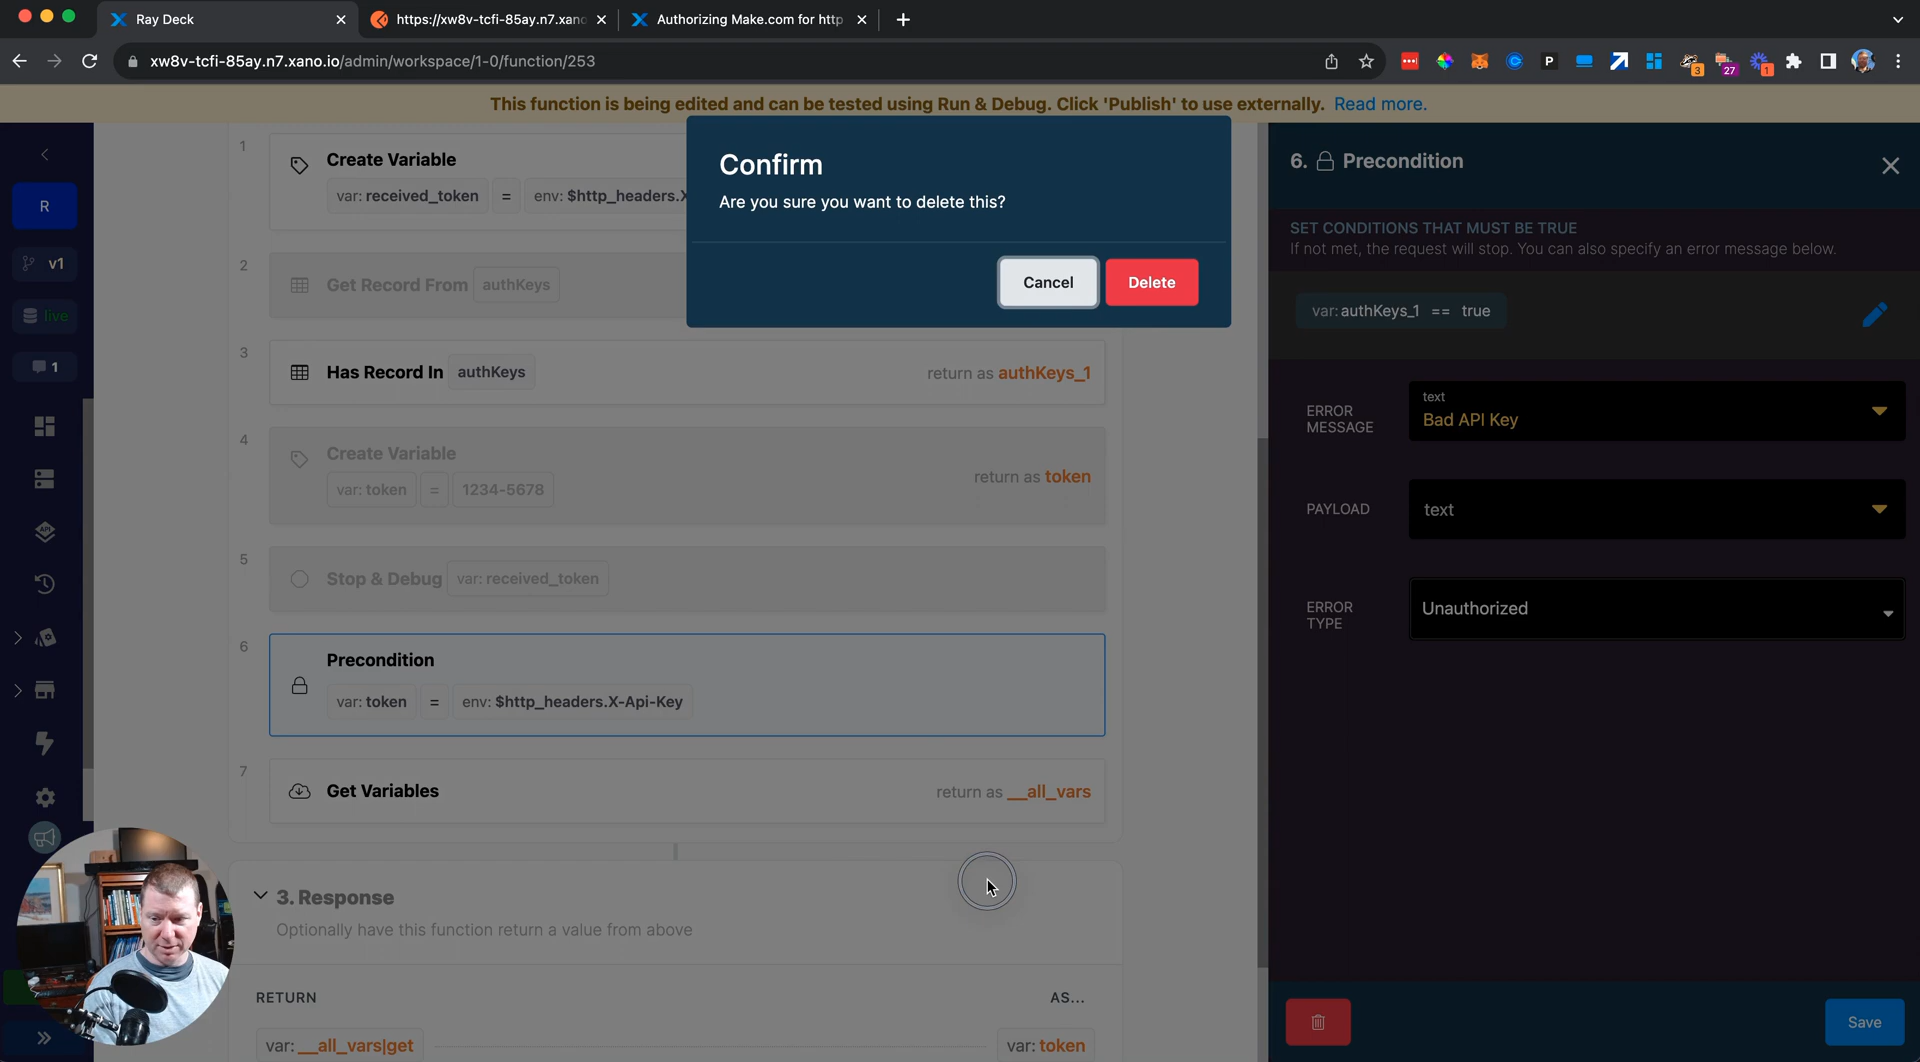 Ray Deck
https://xw8v-tcfi-85ay.n7.xano
Authorizing Make.com for http
xw8v-tcfi-85ay.n7.xano.io/admin/workspace/1-0/function/253
P
3
27
1
This function is being edited and can be tested using Run & Debug. Click 'Publish' to use externally. Read more.
R
v1
live
1
API
1
Create Variable
var: received_token = env: $http_headers.X
2
Get Record From authKeys
3
Has Record In authKeys
return as authKeys_1
4
Create Variable
var: token = 1234-5678
return as token
5
Stop & Debug var: received_token
6
Precondition
var: token = env: $http_headers.X-Api-Key
7
Get Variables
return as __all_vars
3. Response
Optionally have this function return a value from above
RETURN
AS...
var: __all_vars|get
var: token
Confirm
Are you sure you want to delete this?
Cancel
Delete
6. Precondition
SET CONDITIONS THAT MUST BE TRUE
If not met, the request will stop. You can also specify an error message below.
var: authKeys_1 == true
ERROR MESSAGE
text
Bad API Key
PAYLOAD
text
ERROR TYPE
Unauthorized
Save